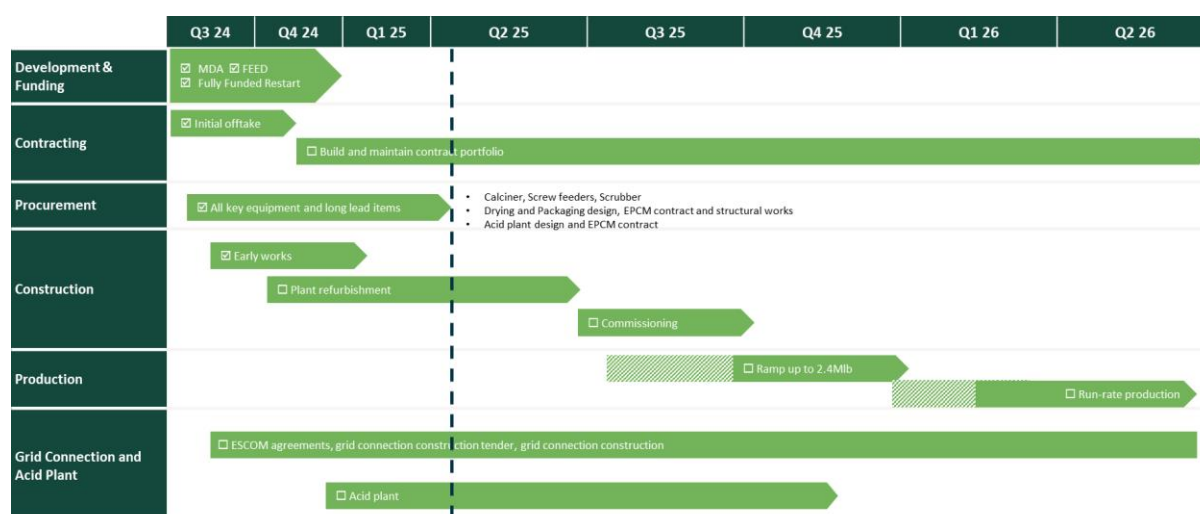 Q3 24 Q4 24 Q1 25 Q2 25 Q3 25 Q4 25 Q1 26 Q2 26
Development &
Funding
☑ MDA ☑ FEED
☑ Fully Funded Restart
Contracting
☑ Initial offtake
☐ Build and maintain contract portfolio
Procurement
☑ All key equipment and long lead items
• Calciner, Screw feeders, Scrubber
• Drying and Packaging design, EPCM contract and structural works
• Acid plant design and EPCM contract
Construction
☑ Early works
☐ Plant refurbishment
☐ Commissioning
Production
☐ Ramp up to 2.4Mlb
☐ Run-rate production
Grid Connection and
Acid Plant
☐ ESCOM agreements, grid connection construction tender, grid connection construction
☐ Acid plant